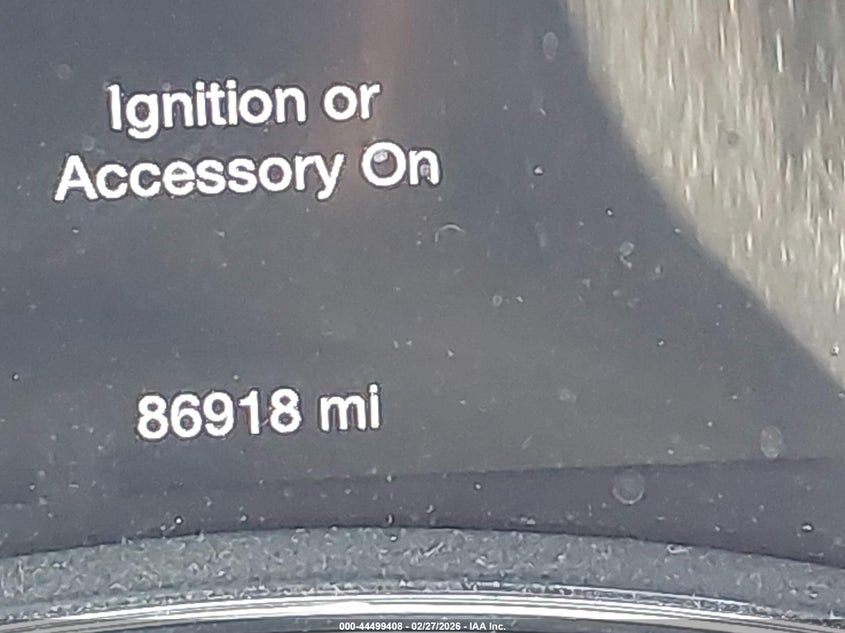 Ignition or
Accessory On
86918 mi
000-44499408 - 02/27/2026 - IAA Inc.